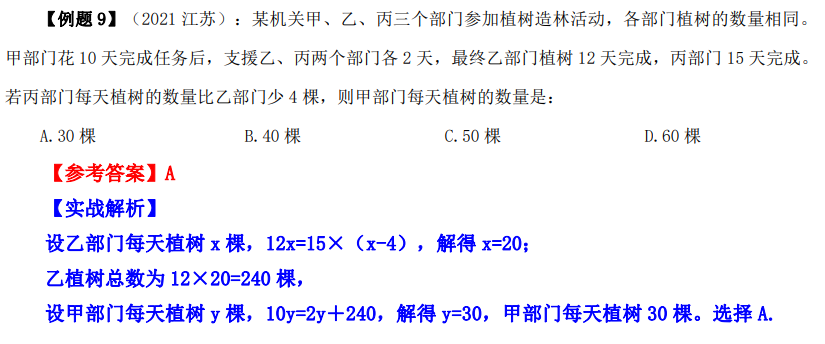 【例题 9】（2021 江苏）：某机关甲、乙、丙三个部门参加植树造林活动，各部门植树的数量相同。
甲部门花 10 天完成任务后，支援乙、丙两个部门各 2 天，最终乙部门植树 12 天完成，丙部门 15 天完成。
若丙部门每天植树的数量比乙部门少 4 棵，则甲部门每天植树的数量是：
A.30 棵 B.40 棵 C.50 棵 D.60 棵
【参考答案】A
【实战解析】
设乙部门每天植树 x 棵，12x=15×（x-4），解得 x=20；
乙植树总数为 12×20=240 棵，
设甲部门每天植树 y 棵，10y=2y＋240，解得 y=30，甲部门每天植树 30 棵。选择 A.